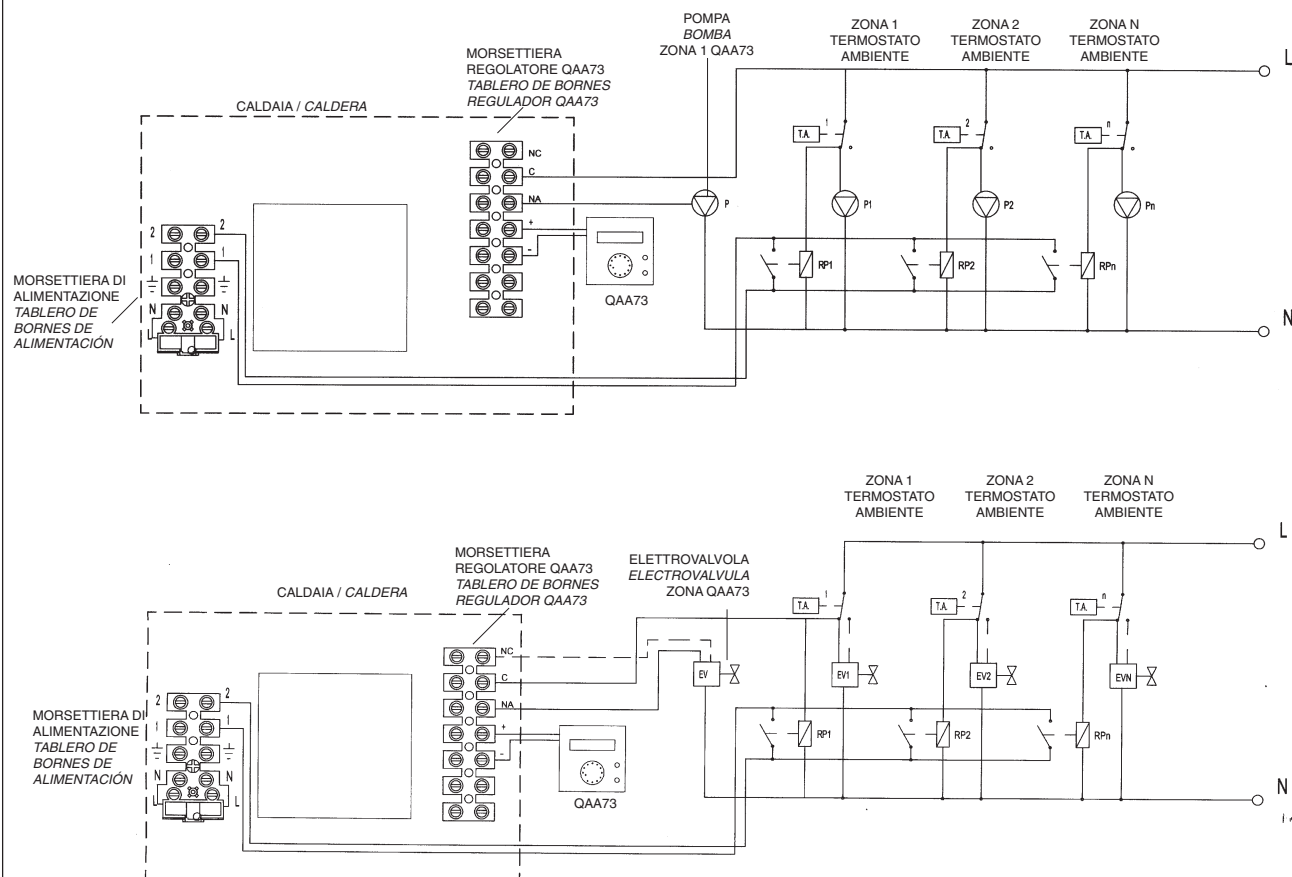 POMPA
BOMBA
ZONA 1 QAA73
ZONA 1
TERMOSTATO
AMBIENTE
ZONA 2
TERMOSTATO
AMBIENTE
ZONA N
TERMOSTATO
AMBIENTE
L
MORSETTIERA
REGOLATORE QAA73
TABLERO DE BORNES
REGULADOR QAA73
CALDAIA / CALDERA
NC
C
NA
+
-
P
T.A.
1
T.A.
2
T.A.
n
P1
P2
Pn
QAA73
RP1
RP2
RPn
N
2
2
1
1
N
N
L
L
MORSETTIERA DI
ALIMENTAZIONE
TABLERO DE
BORNES DE
ALIMENTACIÓN
ZONA 1
TERMOSTATO
AMBIENTE
ZONA 2
TERMOSTATO
AMBIENTE
ZONA N
TERMOSTATO
AMBIENTE
L
MORSETTIERA
REGOLATORE QAA73
TABLERO DE BORNES
REGULADOR QAA73
ELETTROVALVOLA
ELECTROVALVULA
ZONA QAA73
CALDAIA / CALDERA
NC
C
NA
+
-
EV
T.A.
1
T.A.
2
T.A.
n
EV1
EV2
EVN
QAA73
RP1
RP2
RPn
N
2
2
1
1
N
N
L
L
MORSETTIERA DI
ALIMENTAZIONE
TABLERO DE
BORNES DE
ALIMENTACIÓN